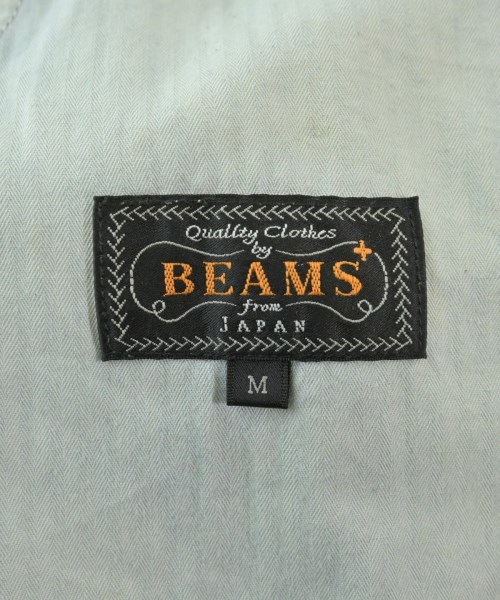 Quality Clothes
by
BEAMS+
from
JAPAN
M